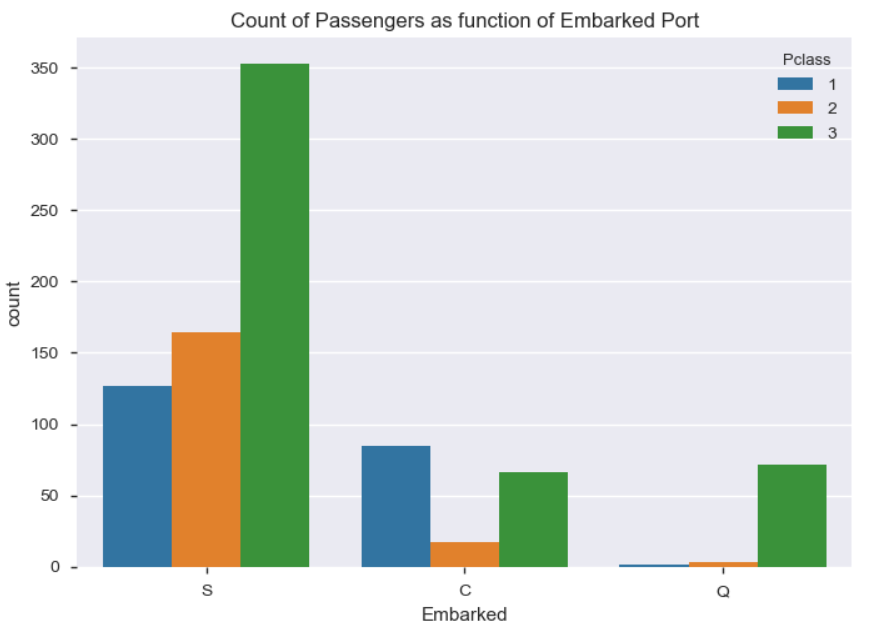 Count of Passengers as function of Embarked Port
Pclass
1
2
3
350
300
250
200
150
100
50
0
count
S C Q
Embarked